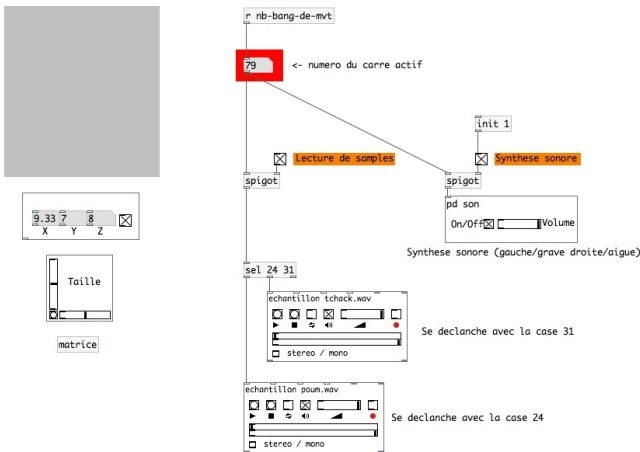 r nb-bang-de-mvt
79
<- numero du carre actif
init 1
Lecture de samples
Synthese sonore
spigot
spigot
pd son
On/Off
Volume
Synthese sonore (gauche/grave droite/aigue)
9.33 7 8
X Y Z
Taille
matrice
sel 24 31
echantillon tchack.wav
stereo / mono
Se declanche avec la case 31
echantillon poum.wav
stereo / mono
Se declanche avec la case 24